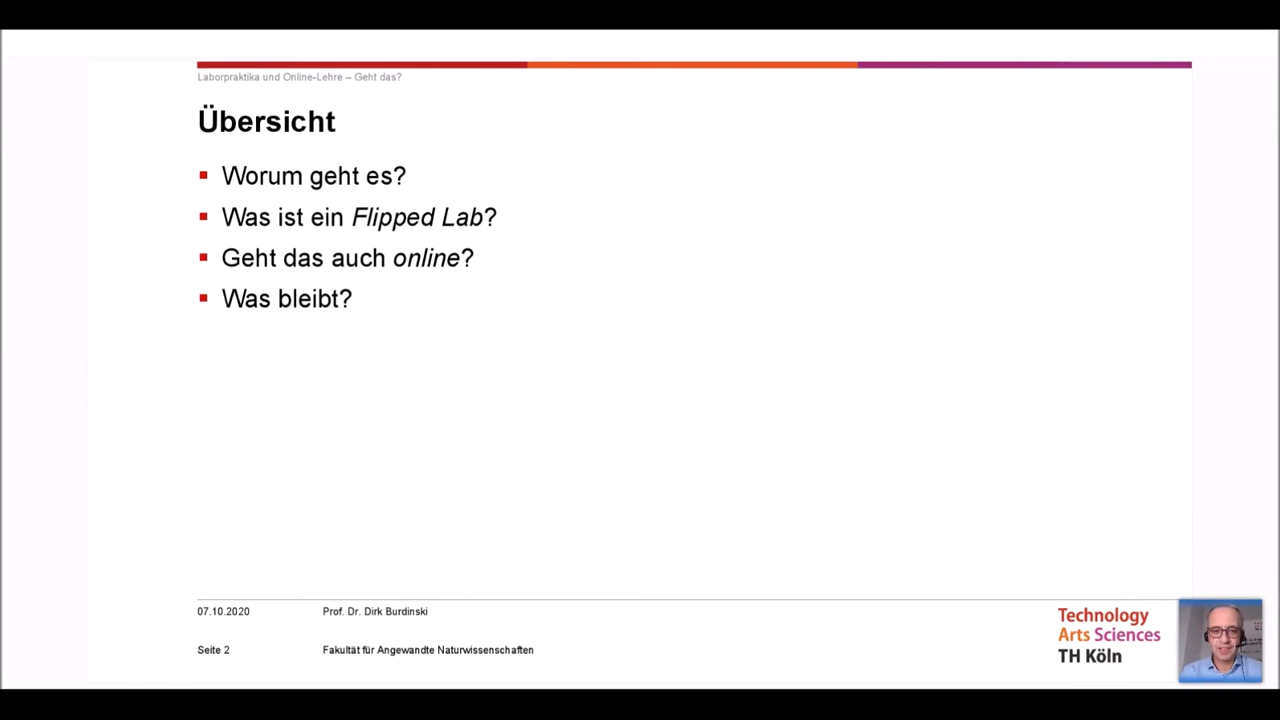 Laborpraktika und Online-Lehre – Geht das?
Übersicht
Worum geht es?
Was ist ein Flipped Lab?
Geht das auch online?
Was bleibt?
07.10.2020 Prof. Dr. Dirk Burdinski
Seite 2 Fakultät für Angewandte Naturwissenschaften
Technology
Arts Sciences
TH Köln